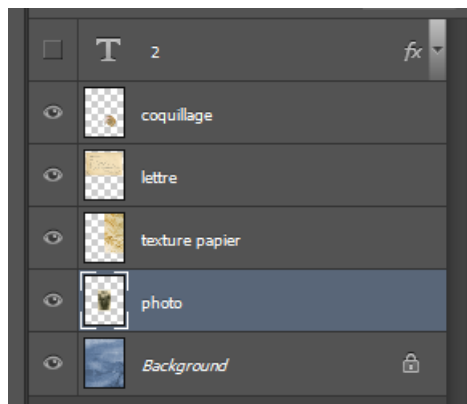 T 2 fx
coquillage
lettre
texture papier
photo
Background